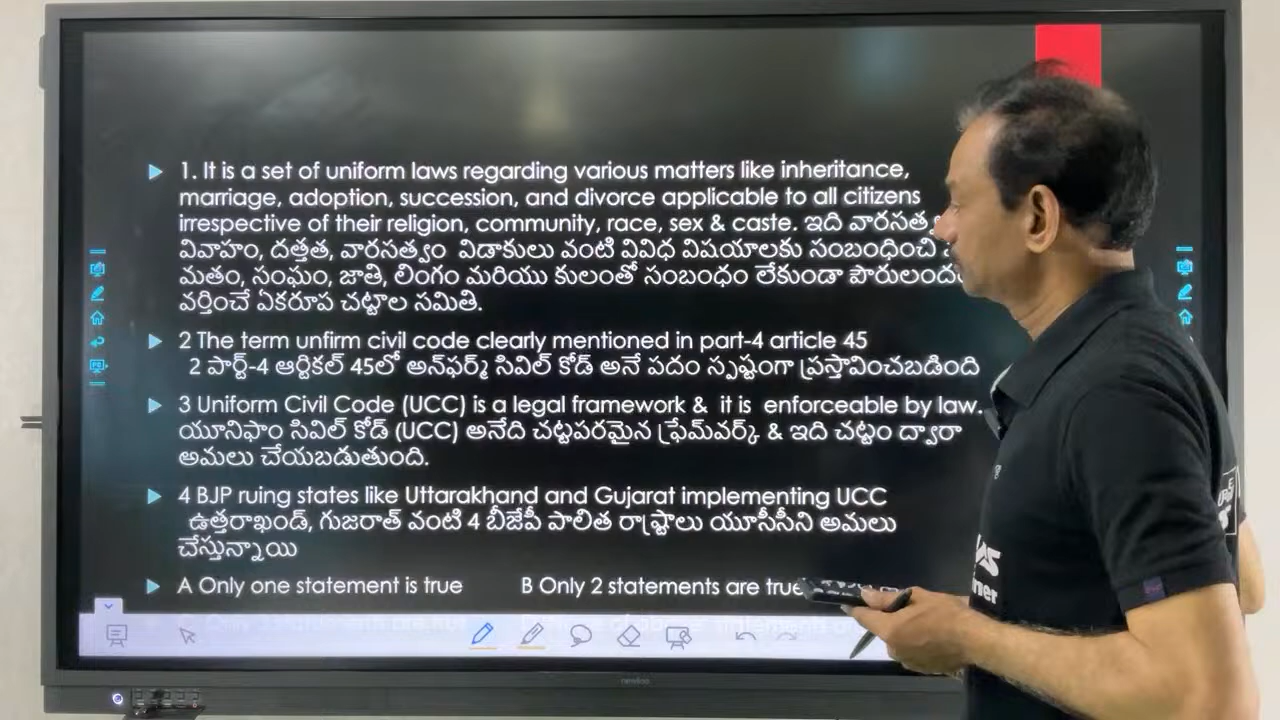 1. It is a set of uniform laws regarding various matters like inheritance,
marriage, adoption, succession, and divorce applicable to all citizens
irrespective of their religion, community, race, sex & caste. ఇది
వివాహం, దత్తత, వారసత్వం విడాకులు వంటి వివిధ విషయాలకు సంబంధించి
మతం, సంఘం, జాతి, లింగం మరియు కులంతో సంబంధం లేకుండా
వర్తించే ఏకరూప చట్టాల సమితి.
2 The term unfirm civil code clearly mentioned in part-4 article 45
2 పార్ట్-4 ఆర్టికల్ 45లో అన్‌ఫర్మ్ సివిల్ కోడ్ అనే పదం స్పష్టంగా ప్రస్తావించబడింది
3 Uniform Civil Code (UCC) is a legal framework & it is enforceable by law.
యూనిఫాం సివిల్ కోడ్ (UCC) అనేది చట్టపరమైన ఫ్రేమ్‌వర్క్ & ఇది చట్టం ద్వారా
అమలు చేయబడుతుంది.
4 BJP ruing states like Uttarakhand and Gujarat implementing UCC
ఉత్తరాఖండ్, గుజరాత్ వంటి 4 బీజేపీ పాలిత రాష్ట్రాలు యూసీసీని అమలు
చేస్తున్నాయి
A Only one statement is true B Only 2 statements are true